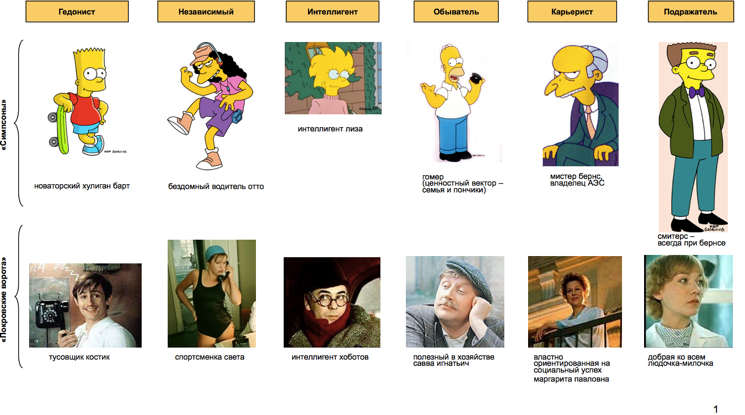 Гедонист
Независимый
Интеллигент
Обыватель
Карьерист
Подражатель
«Симпсоны»
новаторский хулиган барт
бездомный водитель отто
интеллигент лиза
гомер
(ценностный вектор –
семья и пончики)
мистер бернс,
владелец АЭС
смитерс –
всегда при бернсе
«Покровские ворота»
тусовщик костик
спортсменка света
интеллигент хоботов
полезный в хозяйстве
савва игнатьич
властно
ориентированная на
социальный успех
маргарита павловна
добрая ко всем
людочка-милочка
1